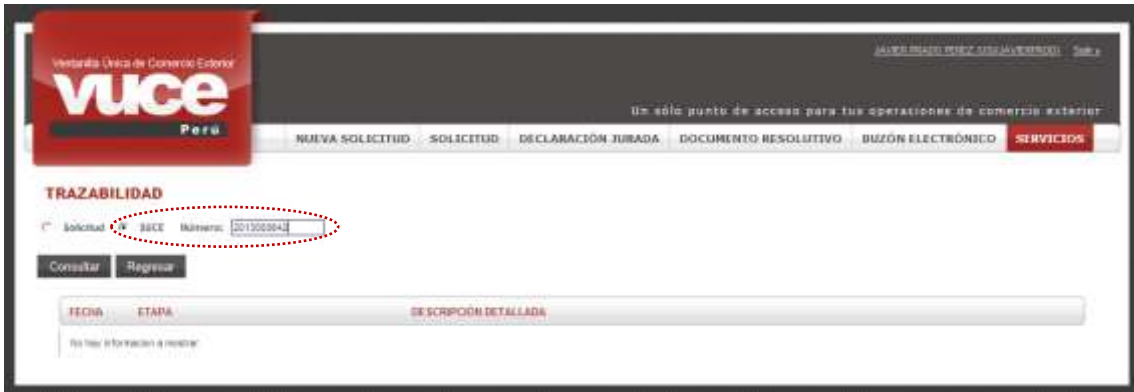 Ventanilla Única de Comercio Exterior
vuce
Perú
Salir
Un sólo punto de acceso para tus operaciones de comercio exterior
NUEVA SOLICITUD SOLICITUD DECLARACIÓN JURADA DOCUMENTO RESOLUTIVO BUZÓN ELECTRÓNICO SERVICIOS
TRAZABILIDAD
Solicitud SUCE Número:
Consultar Regresar
FECHA ETAPA DESCRIPCIÓN DETALLADA
No hay informacion a mostrar